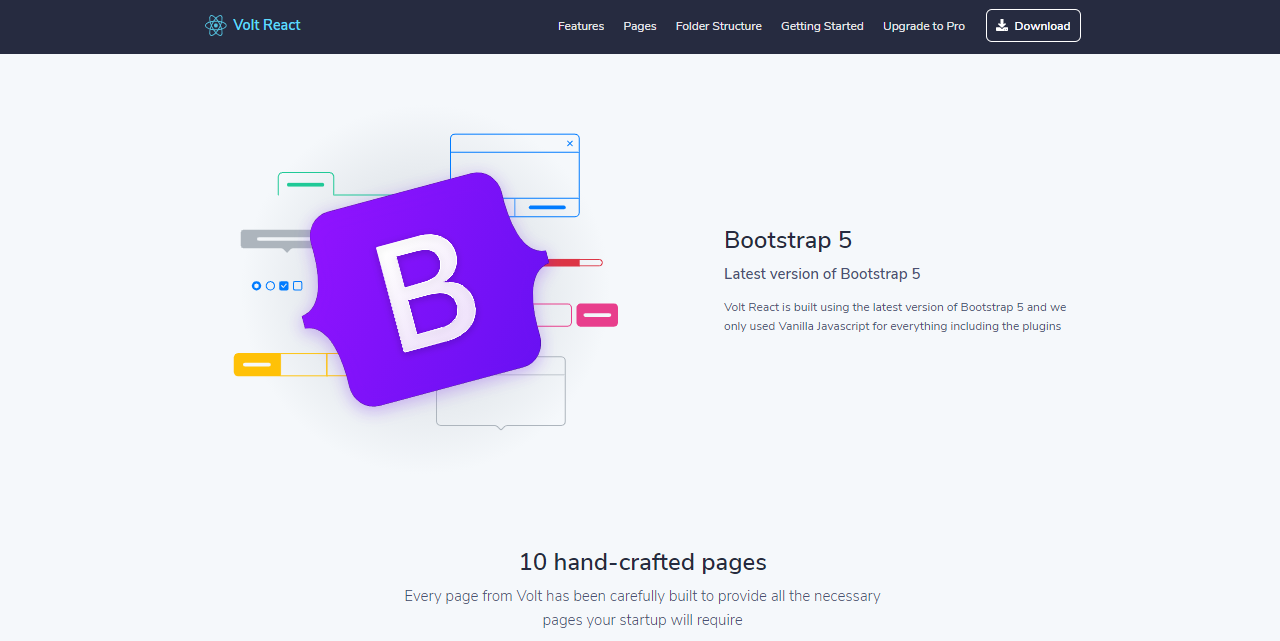 Volt React
Features
Pages
Folder Structure
Getting Started
Upgrade to Pro
Download
B
Bootstrap 5
Latest version of Bootstrap 5
Volt React is built using the latest version of Bootstrap 5 and we
only used Vanilla Javascript for everything including the plugins
10 hand-crafted pages
Every page from Volt has been carefully built to provide all the necessary
pages your startup will require